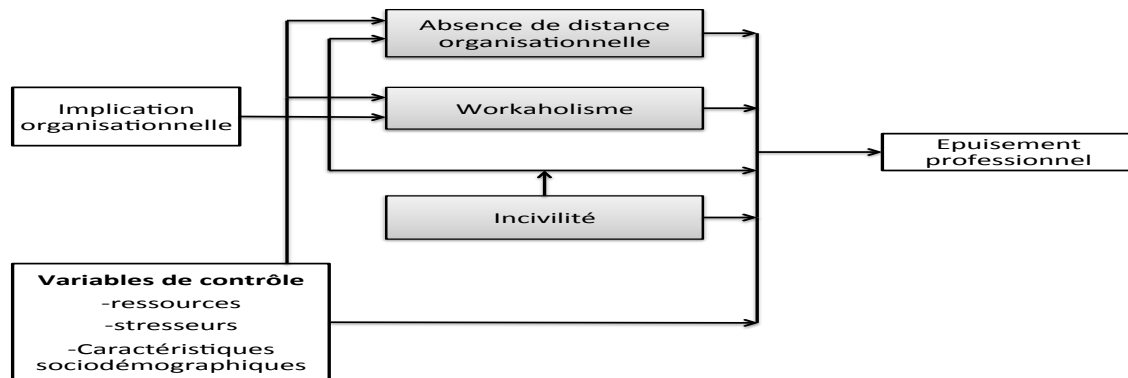 Absence de distance
organisationnelle
Implication
organisationnelle
Workaholisme
Epuisement
professionnel
Incivilité
Variables de contrôle
-ressources
-stresseurs
-Caractéristiques
sociodémographiques